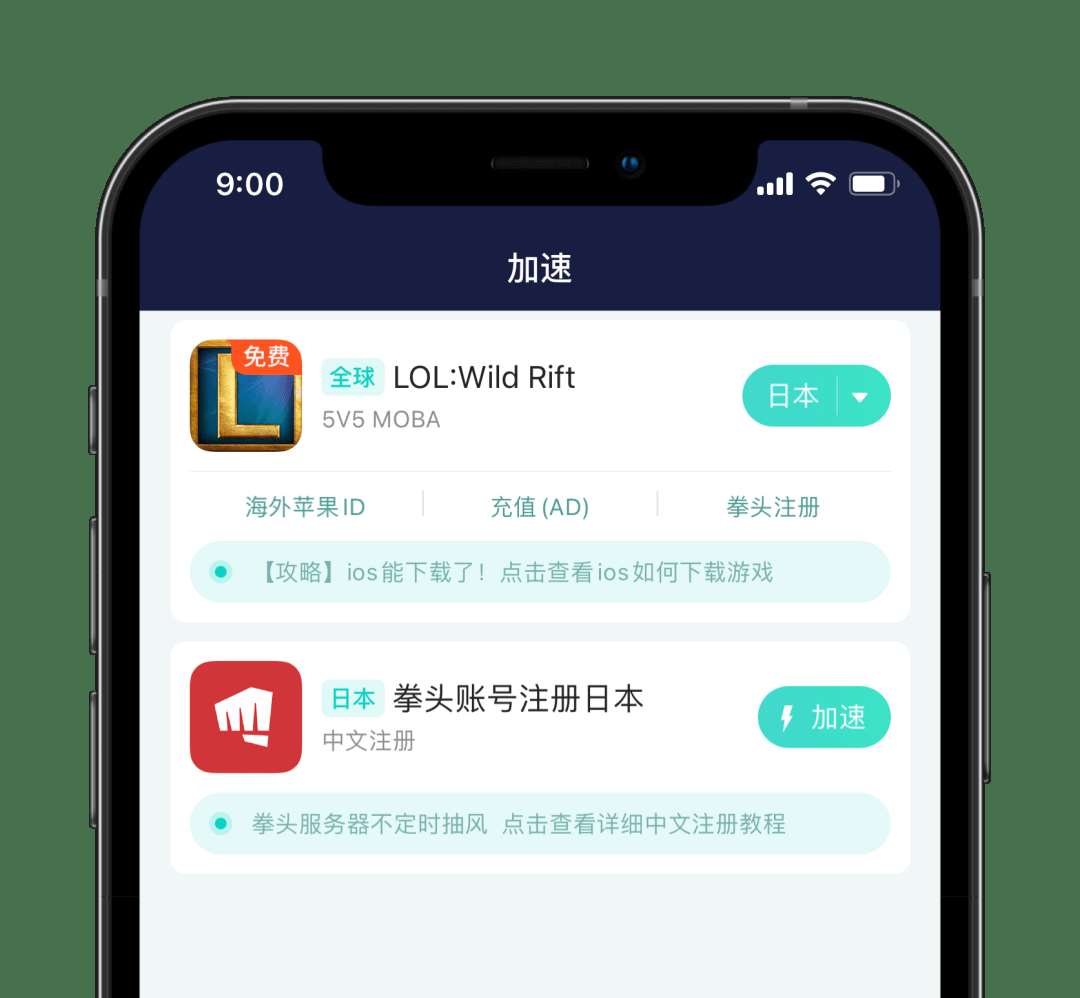 9:00
加速
免费
全球 LOL:Wild Rift
5V5 MOBA
日本
海外苹果ID
充值(AD)
拳头注册
【攻略】ios能下载了！点击查看ios如何下载游戏
日本 拳头账号注册日本
中文注册
加速
拳头服务器不定时抽风 点击查看详细中文注册教程